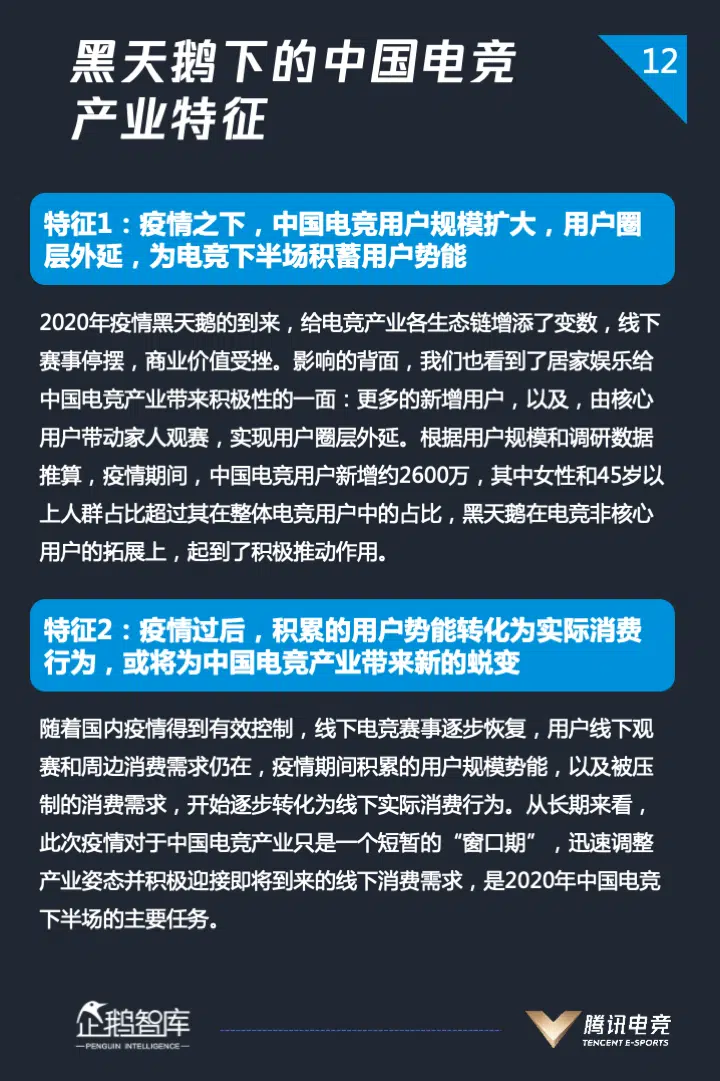 黑天鹅下的中国电竞
产业特征
12
特征1：疫情之下，中国电竞用户规模扩大，用户圈
层外延，为电竞下半场积蓄用户势能
2020年疫情黑天鹅的到来，给电竞产业各生态链增添了变数，线下
赛事停摆，商业价值受挫。影响的背面，我们也看到了居家娱乐给
中国电竞产业带来积极性的一面：更多的新增用户，以及，由核心
用户带动家人观赛，实现用户圈层外延。根据用户规模和调研数据
推算，疫情期间，中国电竞用户新增约2600万，其中女性和45岁以
上人群占比超过其在整体电竞用户中的占比，黑天鹅在电竞非核心
用户的拓展上，起到了积极推动作用。
特征2：疫情过后，积累的用户势能转化为实际消费
行为，或将为中国电竞产业带来新的蜕变
随着国内疫情得到有效控制，线下电竞赛事逐步恢复，用户线下观
赛和周边消费需求仍在，疫情期间积累的用户规模势能，以及被压
制的消费需求，开始逐步转化为线下实际消费行为。从长期来看，
此次疫情对于中国电竞产业只是一个短暂的“窗口期”，迅速调整
产业姿态并积极迎接即将到来的线下消费需求，是2020年中国电竞
下半场的主要任务。
企鹅智库
PENGUIN INTELLIGENCE
腾讯电竞
TENCENT E-SPORTS